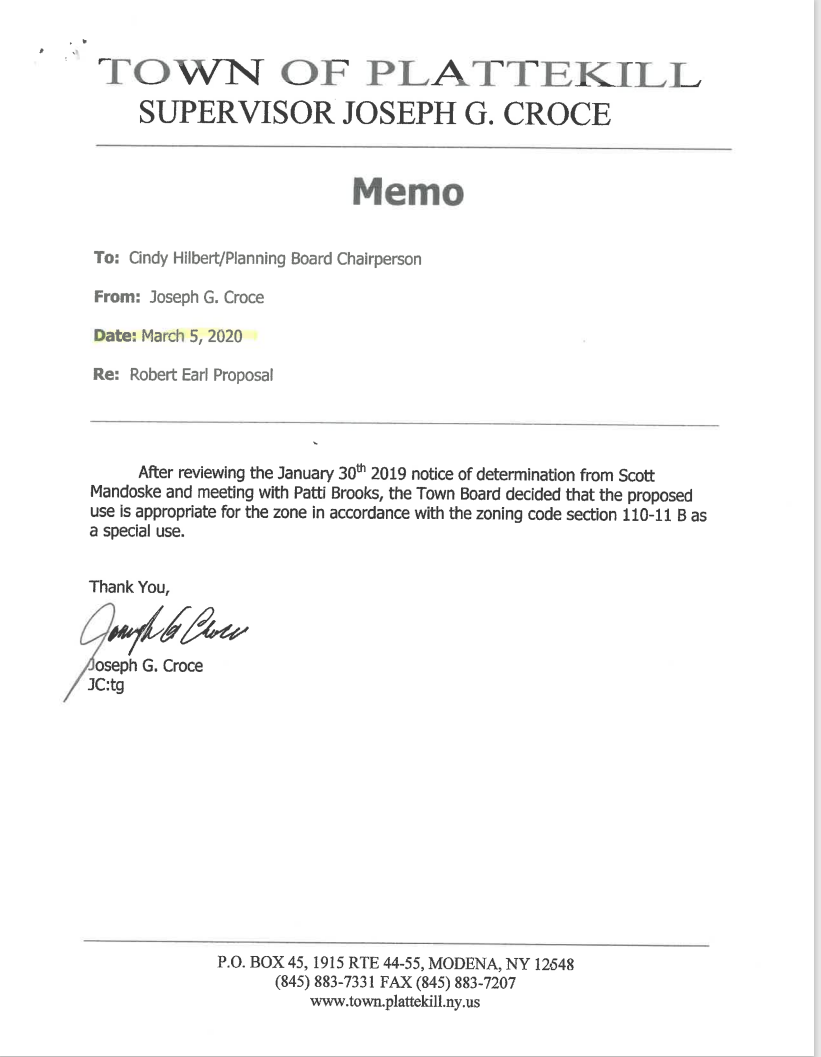 TOWN OF PLATTEKILL
SUPERVISOR JOSEPH G. CROCE
Memo
To: Cindy Hilbert/Planning Board Chairperson
From: Joseph G. Croce
Date: March 5, 2020
Re: Robert Earl Proposal
After reviewing the January 30th 2019 notice of determination from Scott
Mandoske and meeting with Patti Brooks, the Town Board decided that the proposed
use is appropriate for the zone in accordance with the zoning code section 110-11 B as
a special use.
Thank You,
Joseph G Croce
Joseph G. Croce
JC:tg
P.O. BOX 45, 1915 RTE 44-55, MODENA, NY 12548
(845) 883-7331 FAX (845) 883-7207
www.town.plattekill.ny.us